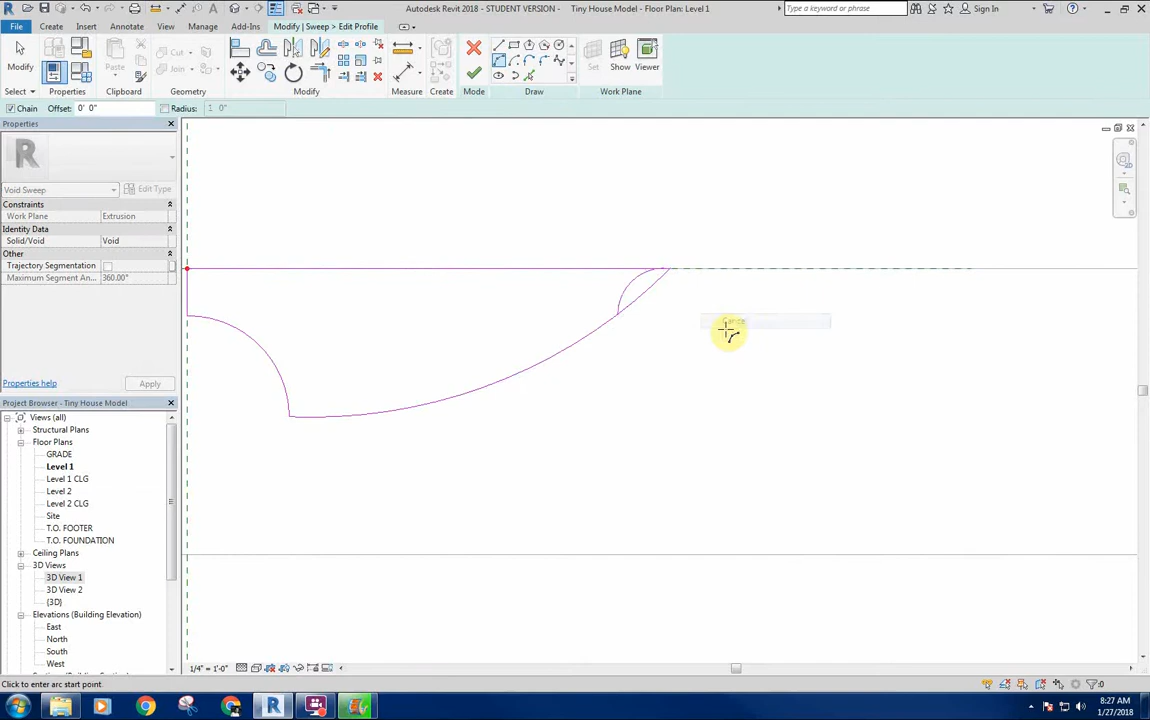 Autodesk Revit 2018 - STUDENT VERSION - Tiny House Model - Floor Plan: Level 1
Type a keyword or phrase
Sign In
File Create Insert Annotate View Manage Add-Ins Modify | Sweep > Edit Profile
Modify
Paste
Cut
Join
Set Show Viewer
Select Properties Clipboard Geometry Modify Measure Create Mode Draw Work Plane
Chain Offset: 0' 0" Radius: 1' 0"
Properties
Void Sweep
Edit Type
Constraints
Work Plane Extrusion
Identity Data
Solid/Void Void
Other
Trajectory Segmentation
Maximum Segment An... 360.00°
Cancel
Properties help
Apply
Project Browser - Tiny House Model
Views (all)
Structural Plans
Floor Plans
GRADE
Level 1
Level 1 CLG
Level 2
Level 2 CLG
Site
T.O. FOOTER
T.O. FOUNDATION
Ceiling Plans
3D Views
3D View 1
3D View 2
{3D}
Elevations (Building Elevation)
East
North
South
West
1/4" = 1'-0"
Click to enter arc start point.
:0
8:27 AM
1/27/2018